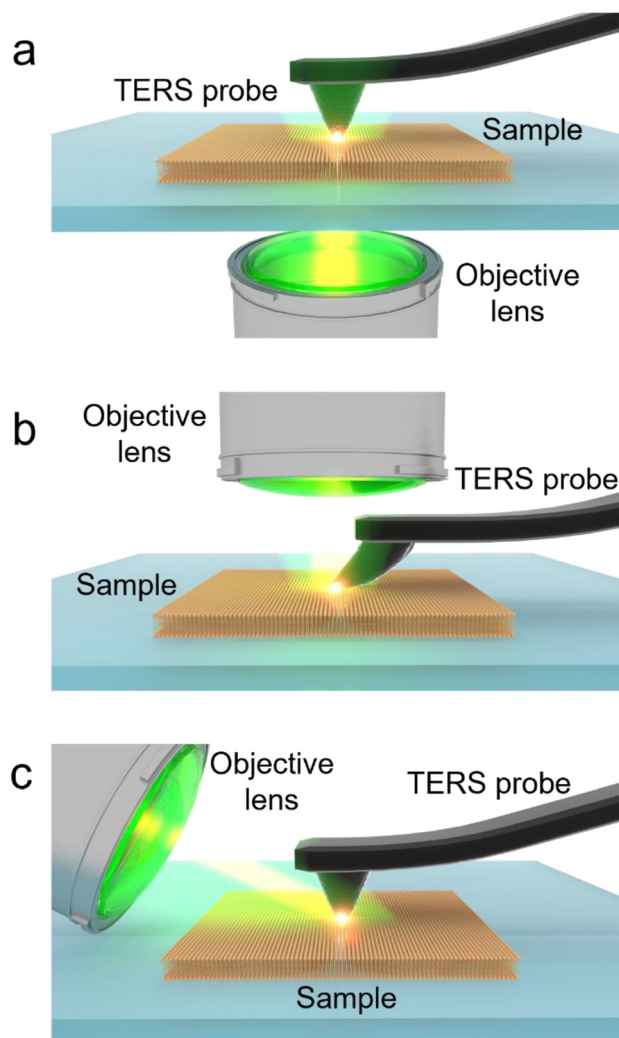 a
TERS probe
Sample
Objective
lens
b
Objective
lens
TERS probe
Sample
c
Objective
lens
TERS probe
Sample